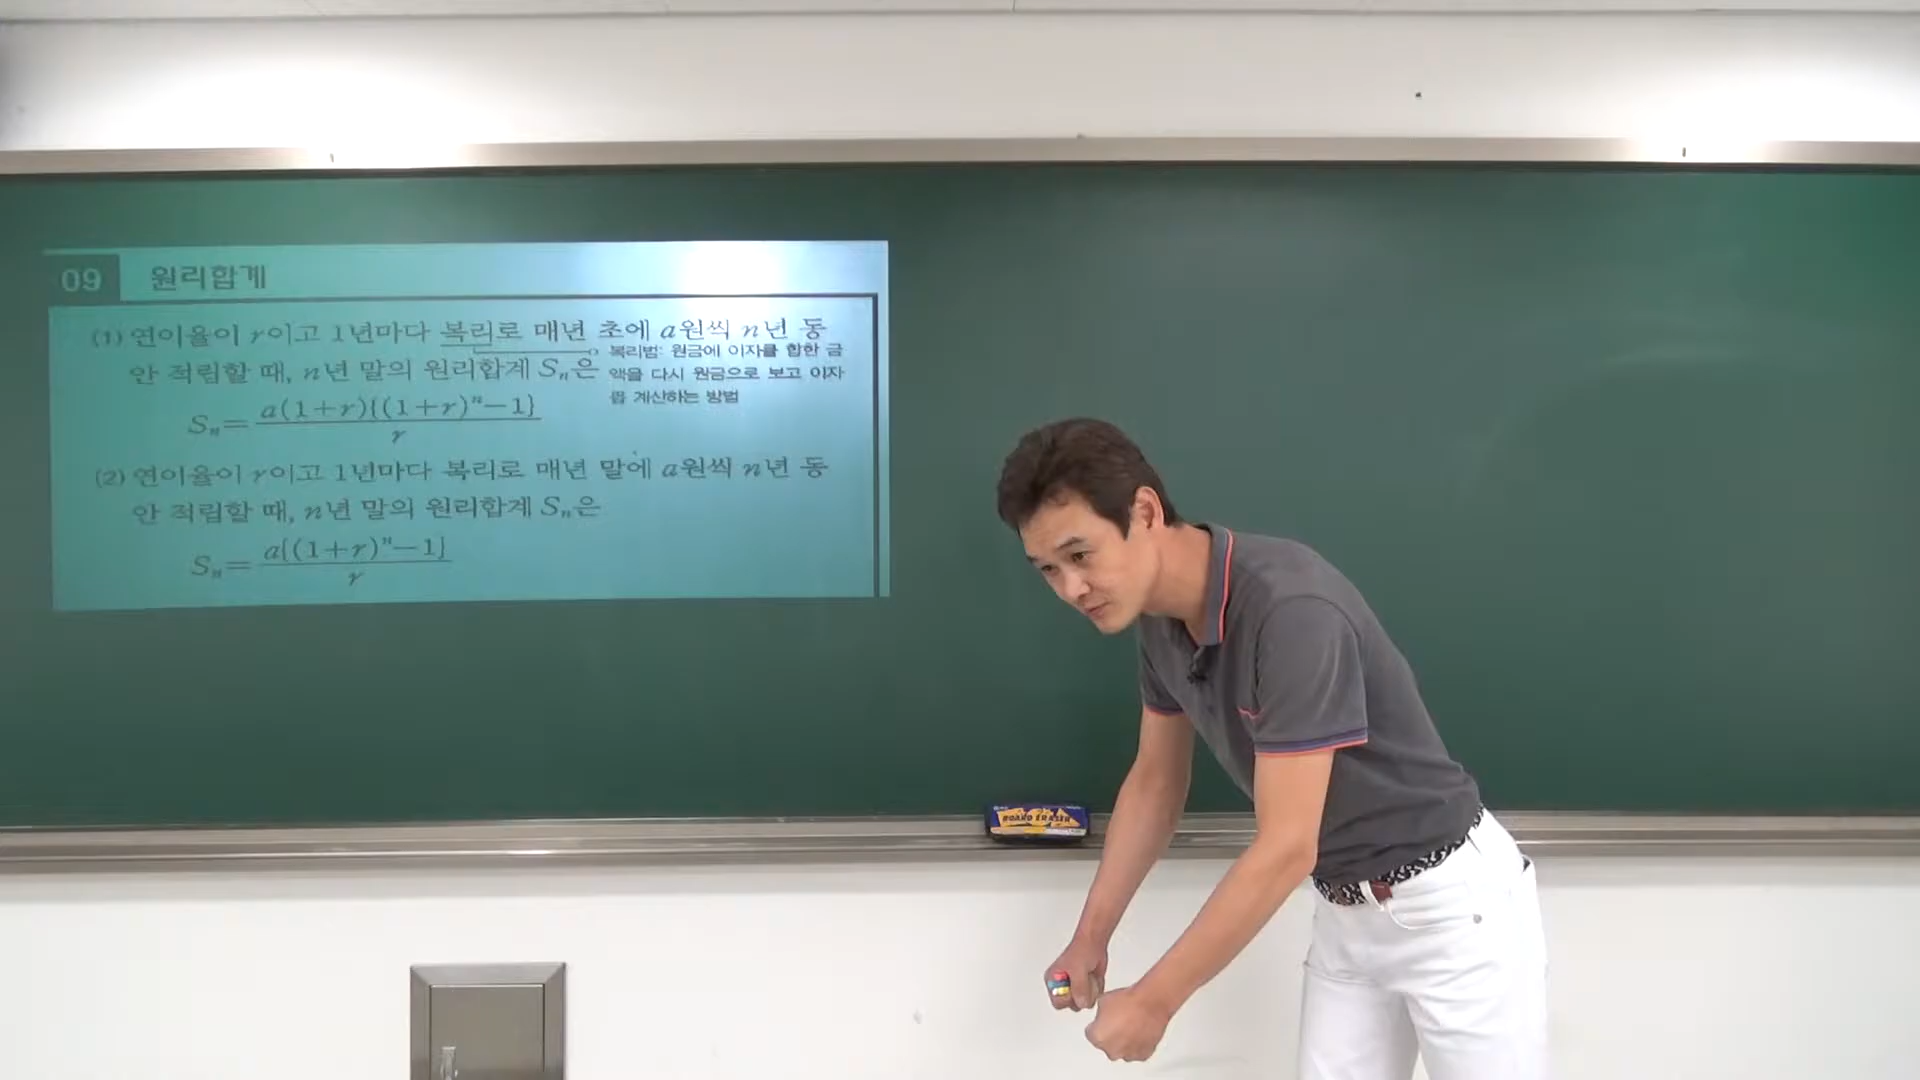 09 원리합계
(1) 연이율이 r이고 1년마다 복리로 매년 초에 a원씩 n년 동
안 적립할 때, n년 말의 원리합계 Sₙ은
복리법: 원금에 이자를 합한 금
액을 다시 원금으로 보고 이자
를 계산하는 방법
Sₙ = a(1+r){(1+r)ⁿ−1} / r
(2) 연이율이 r이고 1년마다 복리로 매년 말에 a원씩 n년 동
안 적립할 때, n년 말의 원리합계 Sₙ은
Sₙ = a{(1+r)ⁿ−1} / r
BOARD ERASER